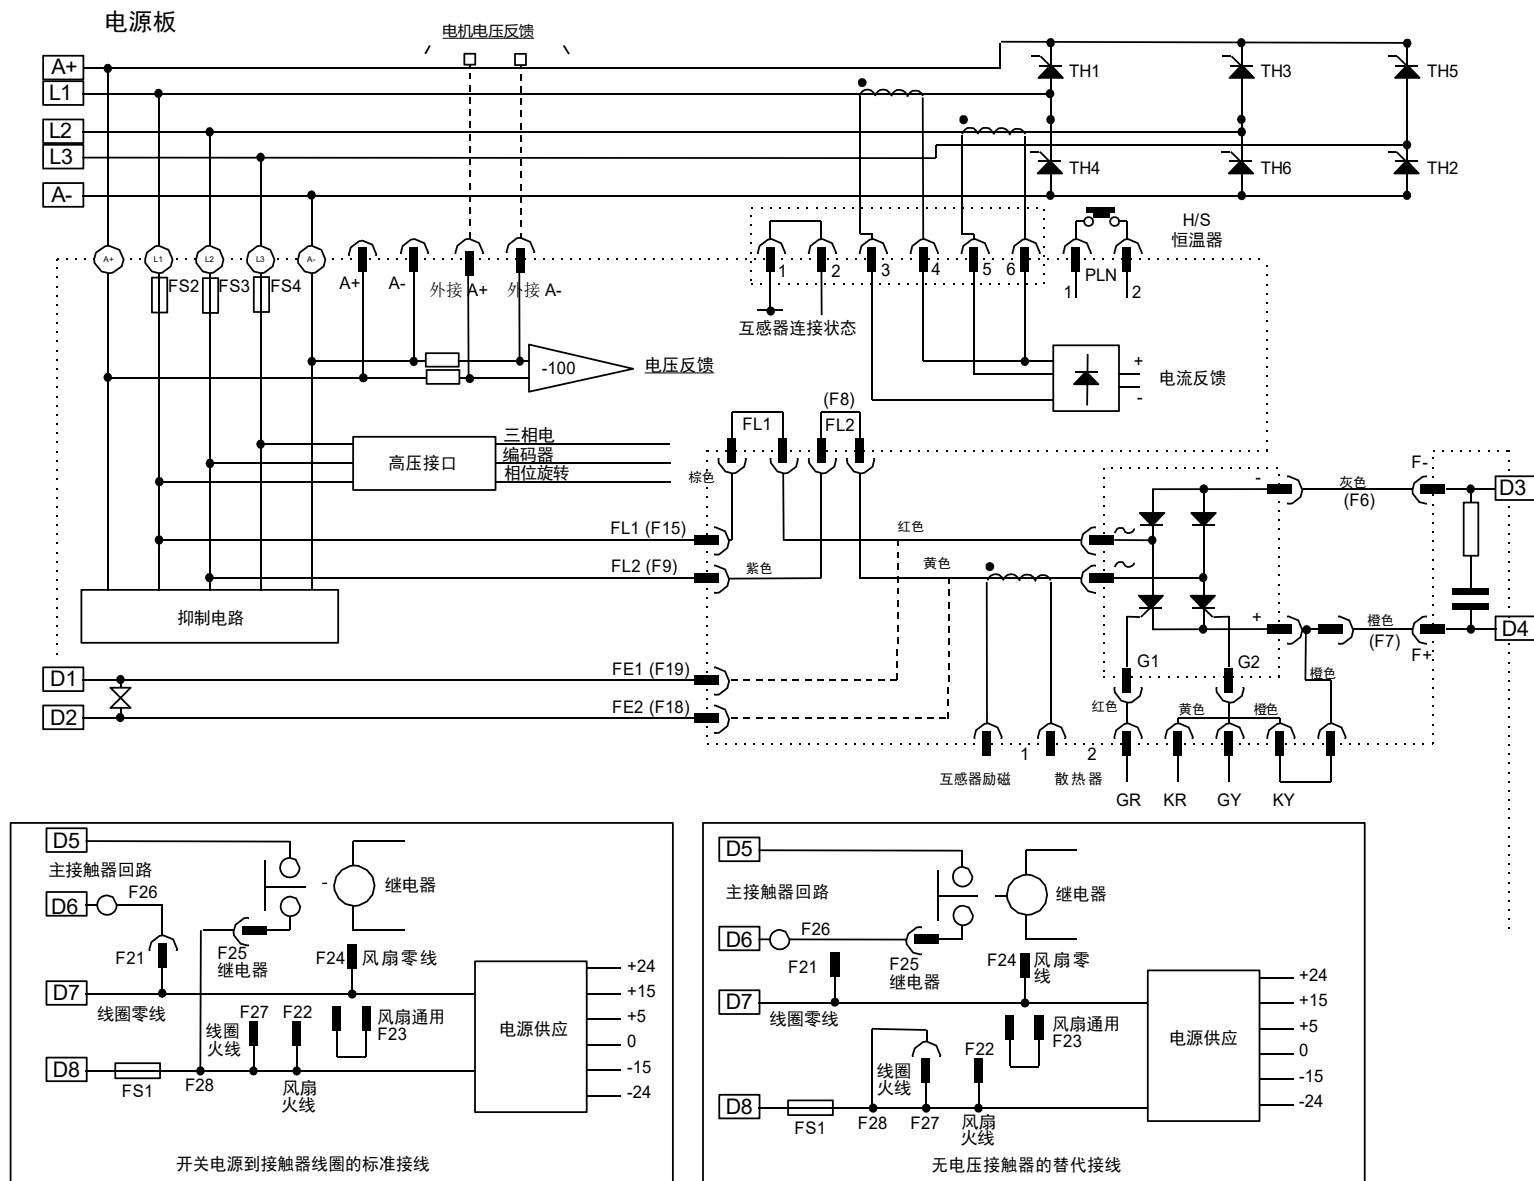 电源板
电机电压反馈
A+
L1
L2
L3
A-
TH1
TH3
TH5
TH4
TH6
TH2
H/S
恒温器
A+
L1
L2
L3
A-
FS2
FS3
FS4
A+
A-
外接 A+
外接 A-
1
2
3
4
5
6
PLN
1
2
互感器连接状态
-100
电压反馈
+
-
电流反馈
高压接口
三相电
编码器
相位旋转
(F8)
FL1
FL2
棕色
红色
黄色
紫色
FL1 (F15)
FL2 (F9)
抑制电路
-
灰色
(F6)
F-
D3
+
橙色
(F7)
F+
D4
G1
G2
橙色
红色
黄色
橙色
D1
D2
FE1 (F19)
FE2 (F18)
1
2
互感器励磁
散热器
GR
KR
GY
KY
D5
主接触器回路
D6
F26
F21
F25
继电器
-
继电器
F24
风扇零线
D7
线圈零线
F27
F22
线圈
火线
风扇通用
F23
D8
FS1
F28
风扇
火线
电源供应
+24
+15
+5
0
-15
-24
开关电源到接触器线圈的标准接线
D5
主接触器回路
D6
F26
F21
F25
继电器
继电器
F24
风扇零
线
D7
线圈零线
风扇通用
F23
F22
线圈
火线
D8
FS1
F28
F27
风扇
火线
电源供应
+24
+15
+5
0
-15
-24
无电压接触器的替代接线